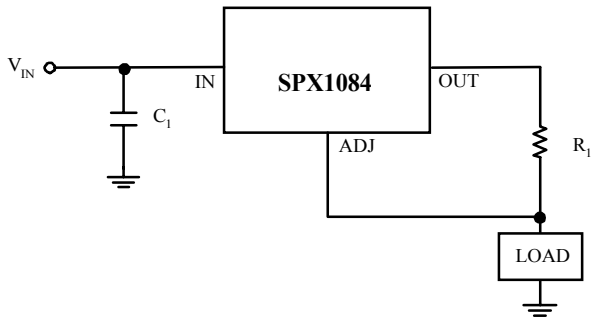 V_IN
IN
SPX1084
OUT
C_1
ADJ
R_1
LOAD